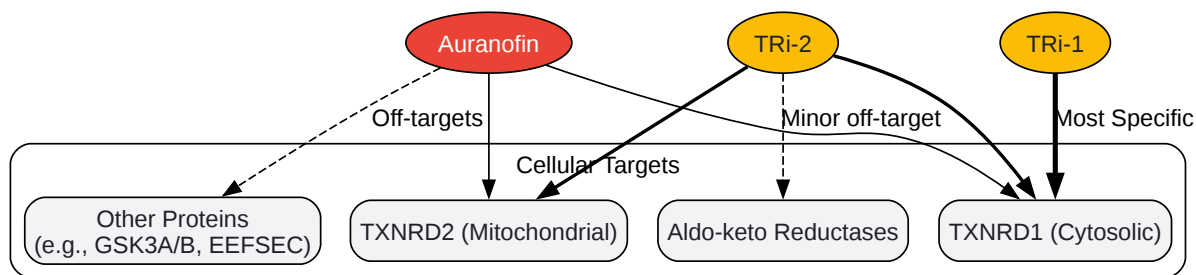 Auranofin
TRi-2
TRi-1
Off-targets
Minor off-target
Most Specific
Cellular Targets
Other Proteins
(e.g., GSK3A/B, EEFSEC)
TXNRD2 (Mitochondrial)
Aldo-keto Reductases
TXNRD1 (Cytosolic)